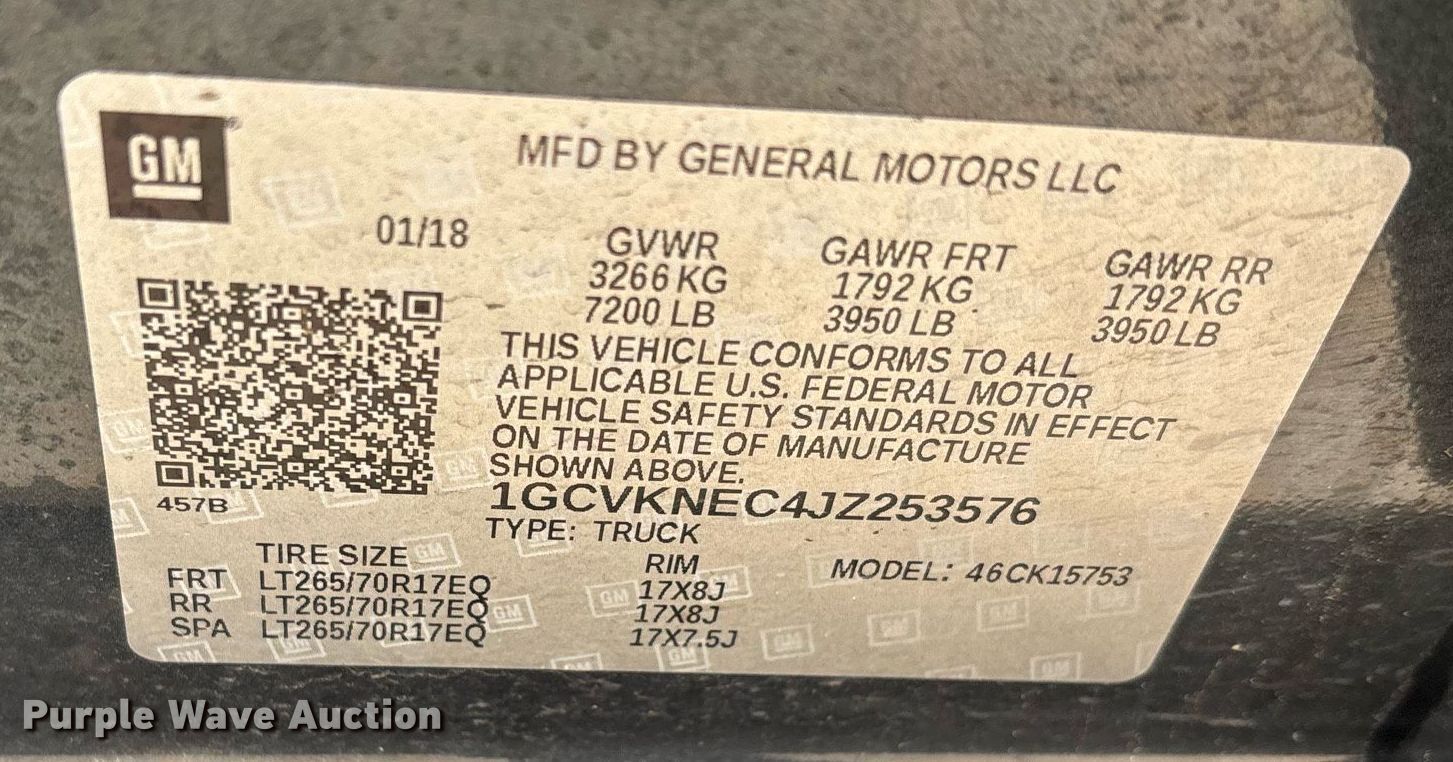 GM
MFD BY GENERAL MOTORS LLC
01/18
GVWR
3266 KG
7200 LB
GAWR FRT
1792 KG
3950 LB
GAWR RR
1792 KG
3950 LB
THIS VEHICLE CONFORMS TO ALL
APPLICABLE U.S. FEDERAL MOTOR
VEHICLE SAFETY STANDARDS IN EFFECT
ON THE DATE OF MANUFACTURE
SHOWN ABOVE.
457B
1GCVKNEC4JZ253576
TYPE: TRUCK
TIRE SIZE RIM MODEL: 46CK15753
FRT LT265/70R17EQ 17X8J
RR LT265/70R17EQ 17X8J
SPA LT265/70R17EQ 17X7.5J
Purple Wave Auction